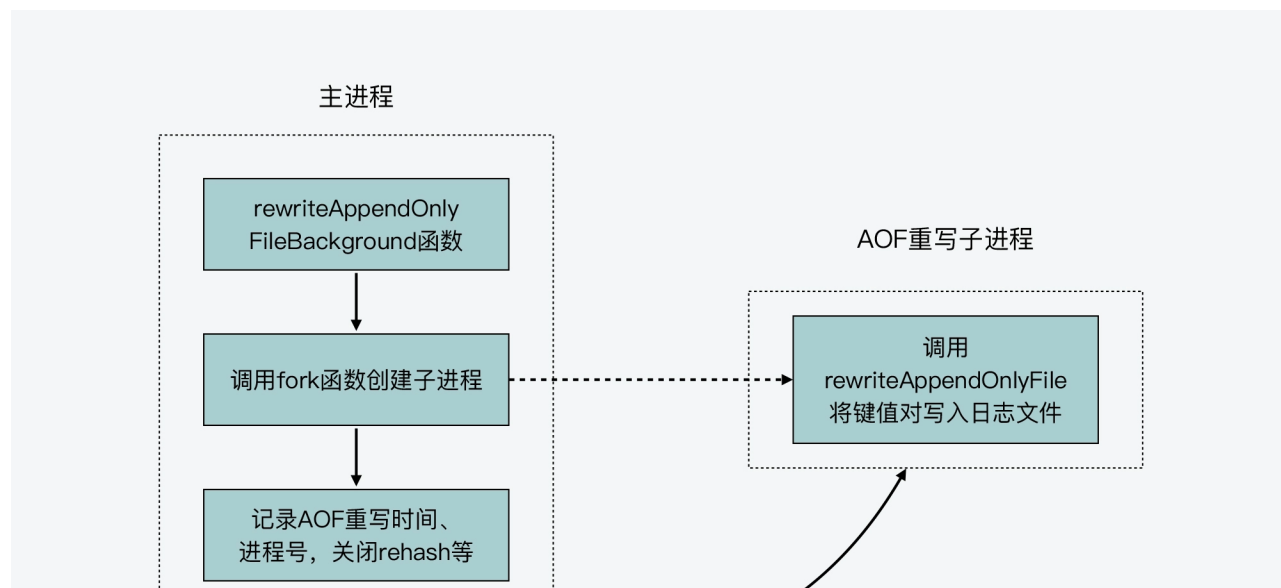 主进程
rewriteAppendOnly
FileBackground函数
AOF重写子进程
调用fork函数创建子进程
调用
rewriteAppendOnlyFile
将键值对写入日志文件
记录AOF重写时间、
进程号，关闭rehash等